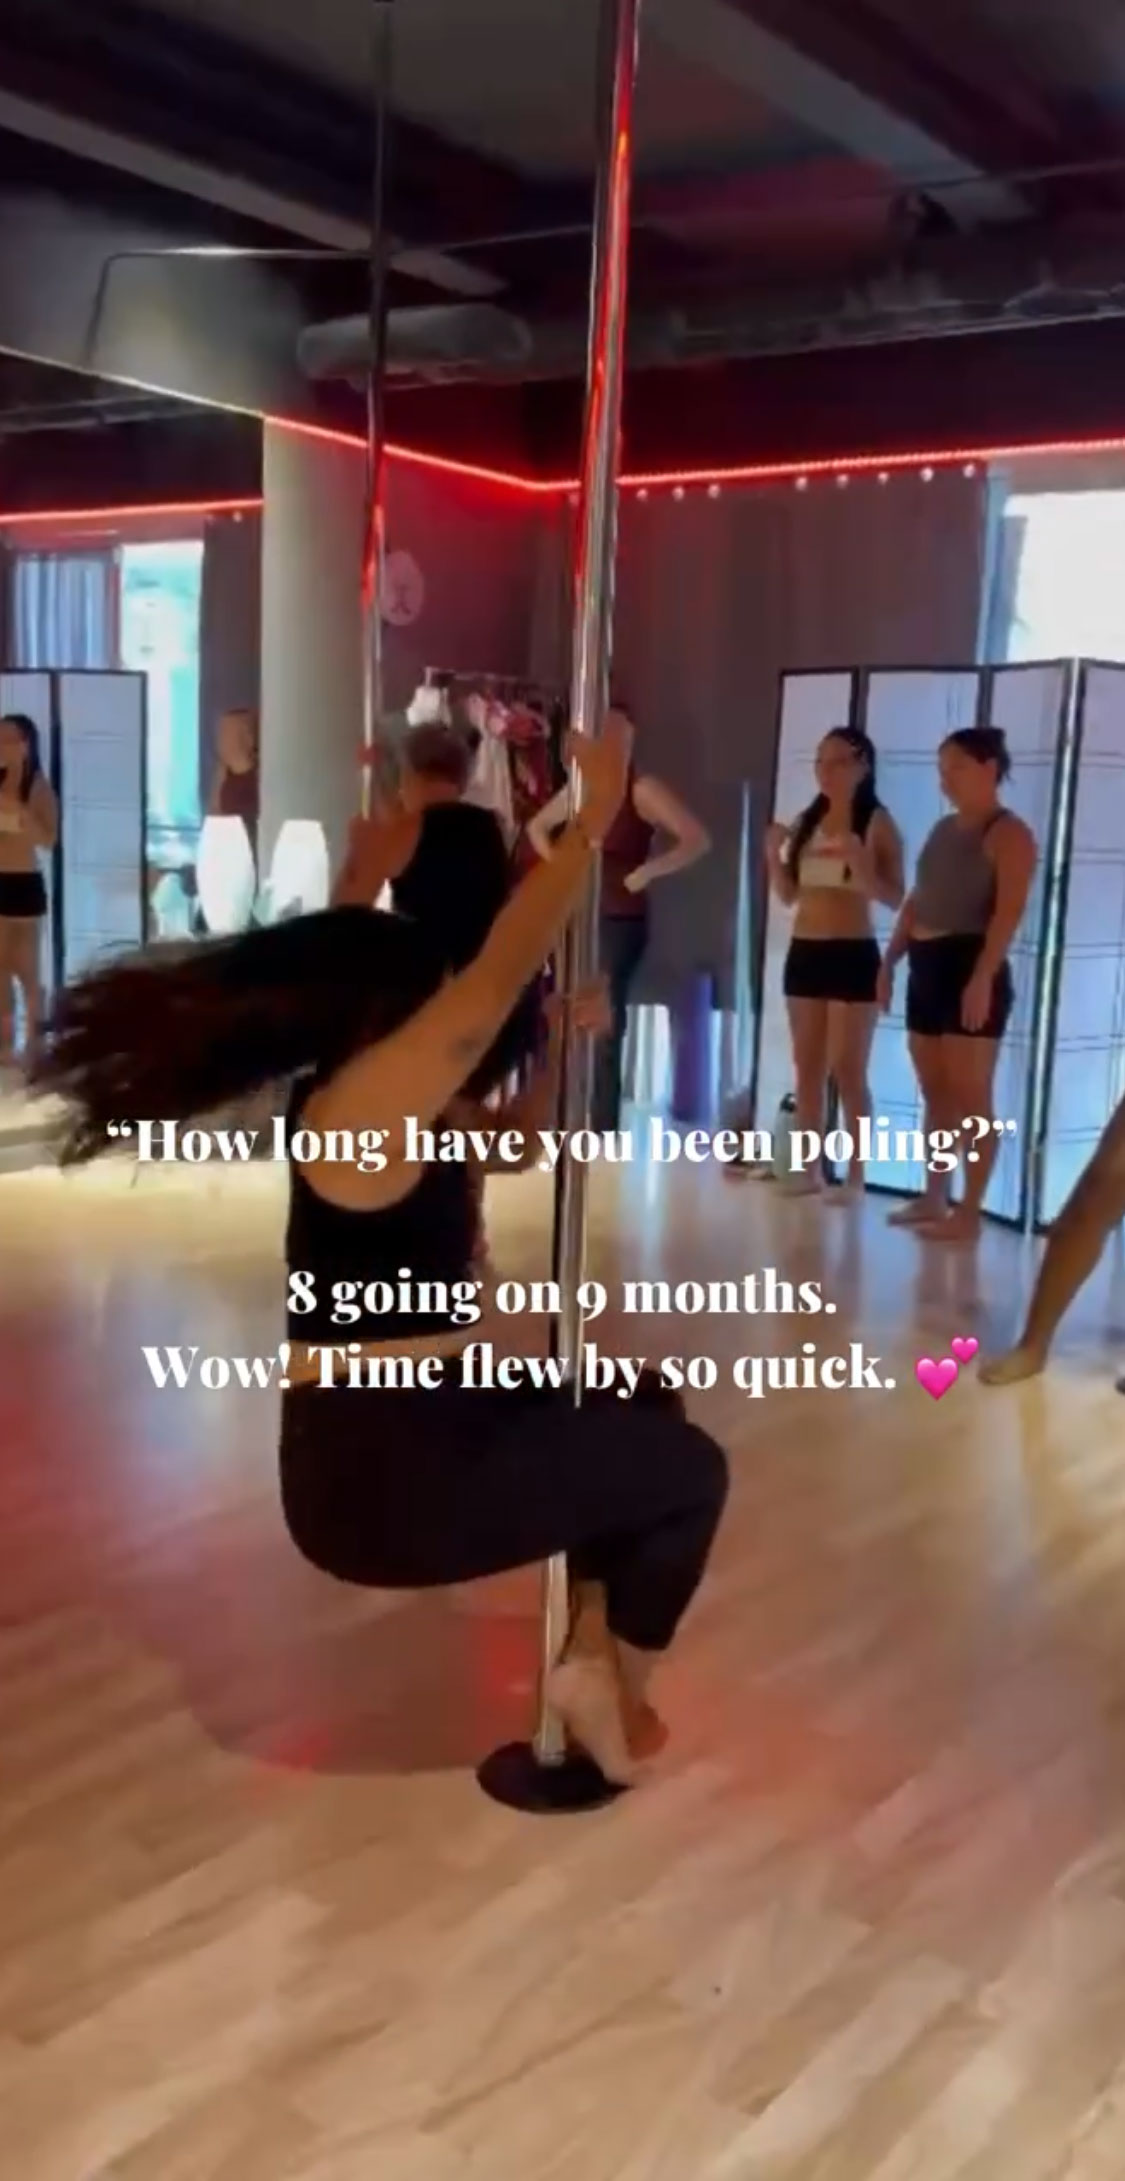 “How long have you been poling?”
8 going on 9 months.
Wow! Time flew by so quick. 💕